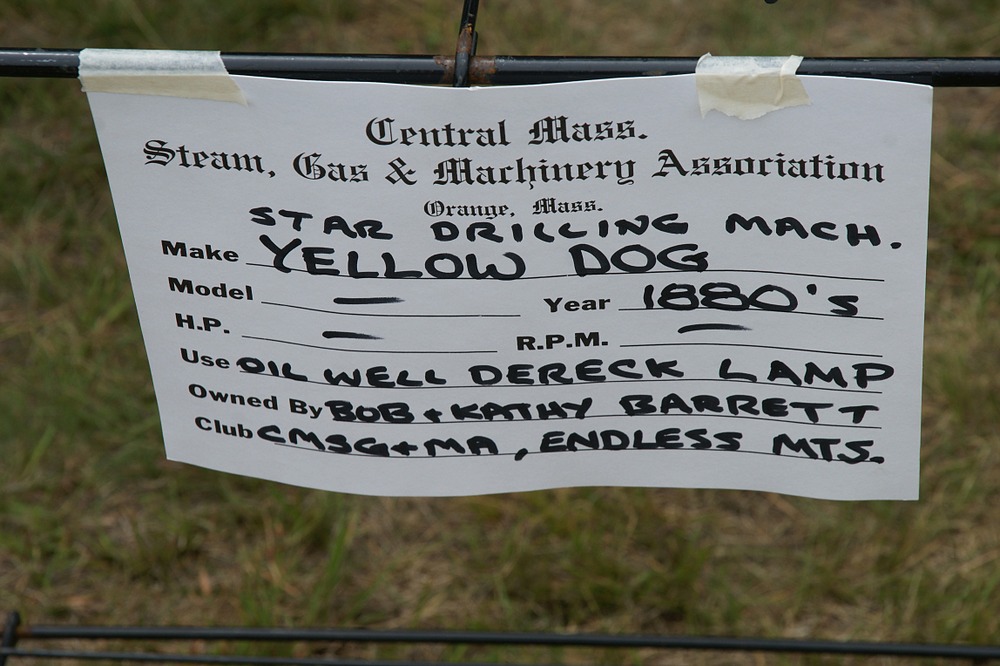 Central Mass.
Steam, Gas & Machinery Association
Orange, Mass.
STAR DRILLING MACH.
Make YELLOW DOG
Model — Year 1880's
H.P. — R.P.M. —
Use OIL WELL DERECK LAMP
Owned By BOB & KATHY BARRETT
Club CMSG+MA, ENDLESS MTS.